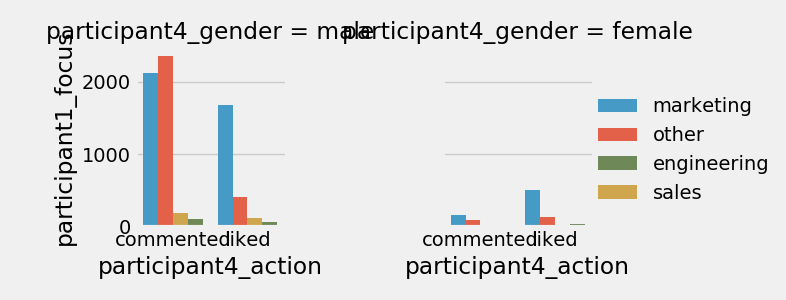 participant4_gender = male
participant4_gender = female
participant1_focus
2000
1000
0
commented
liked
commented
liked
participant4_action
participant4_action
marketing
other
engineering
sales